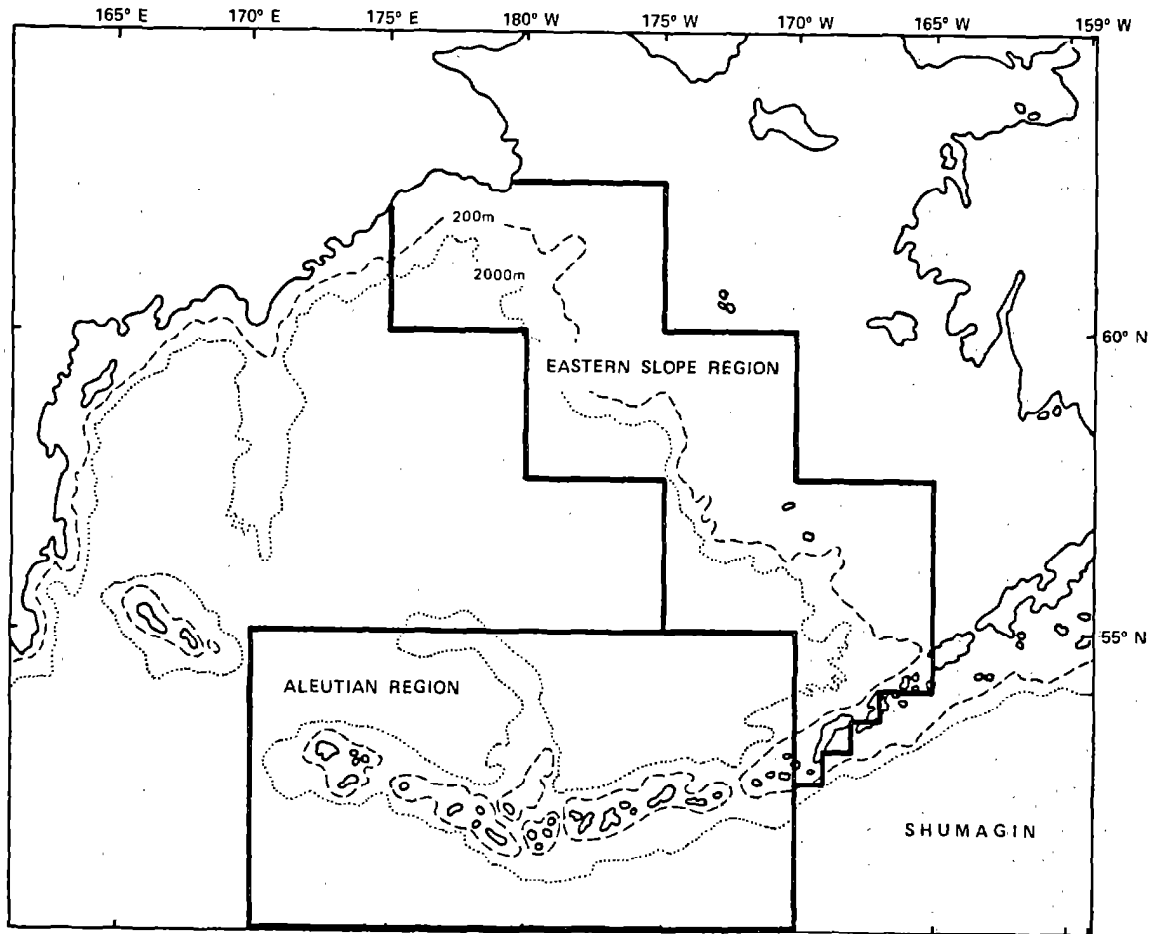 165° E 170° E 175° E 180° W 175° W 170° W 165° W 159° W
200m
2000m
60° N
EASTERN SLOPE REGION
55° N
ALEUTIAN REGION
SHUMAGIN